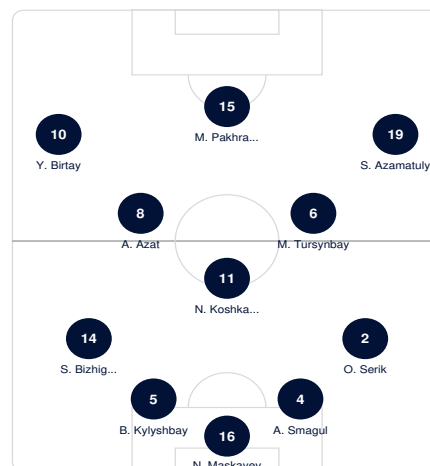 15
M. Pakhra...
10
Y. Birtay
19
S. Azamatuly
8
A. Azat
6
M. Tursynbay
11
N. Koshka...
14
S. Bizhig...
2
O. Serik
5
B. Kylyshbay
4
A. Smagul
16
N. Maskayev